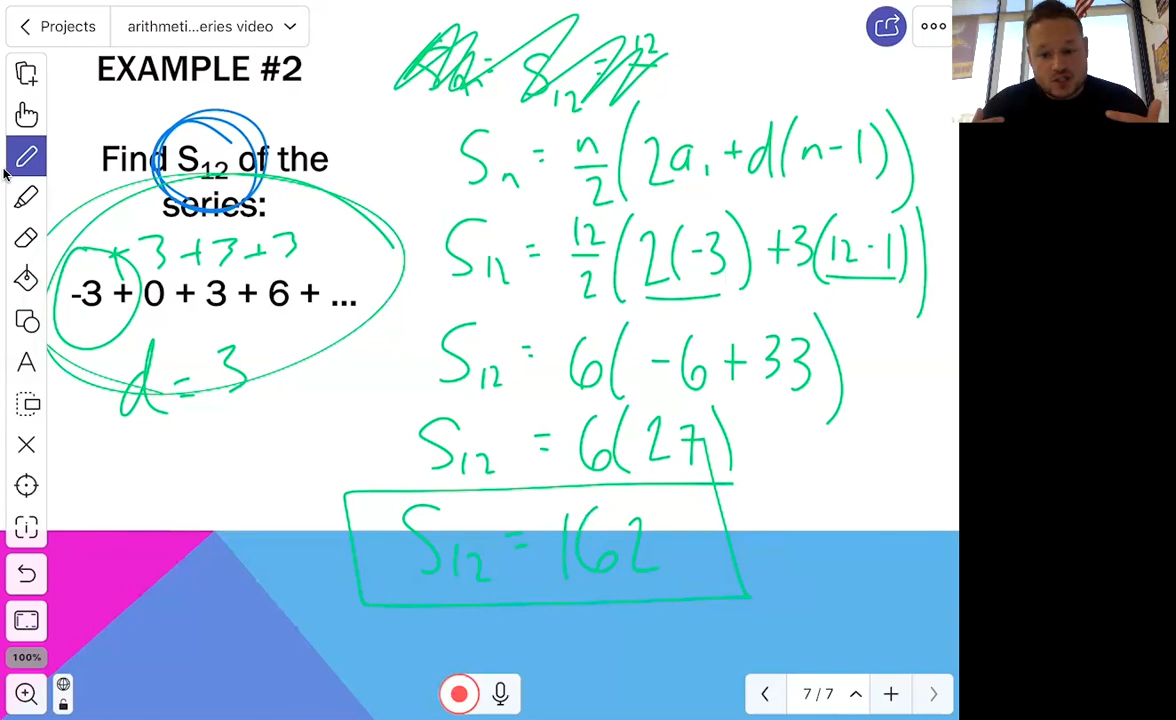 Projects
arithmeti...eries video
EXAMPLE #2
Find S₁₂ of the
series:
+3 +3 +3
-3 + 0 + 3 + 6 + ...
d = 3
S₁₂
12
Sₙ = n/2 (2a₁ + d(n-1))
S₁₂ = 12/2 (2(-3) + 3(12-1))
S₁₂ = 6(-6 + 33)
S₁₂ = 6(27)
S₁₂ = 162
A
100%
7 / 7